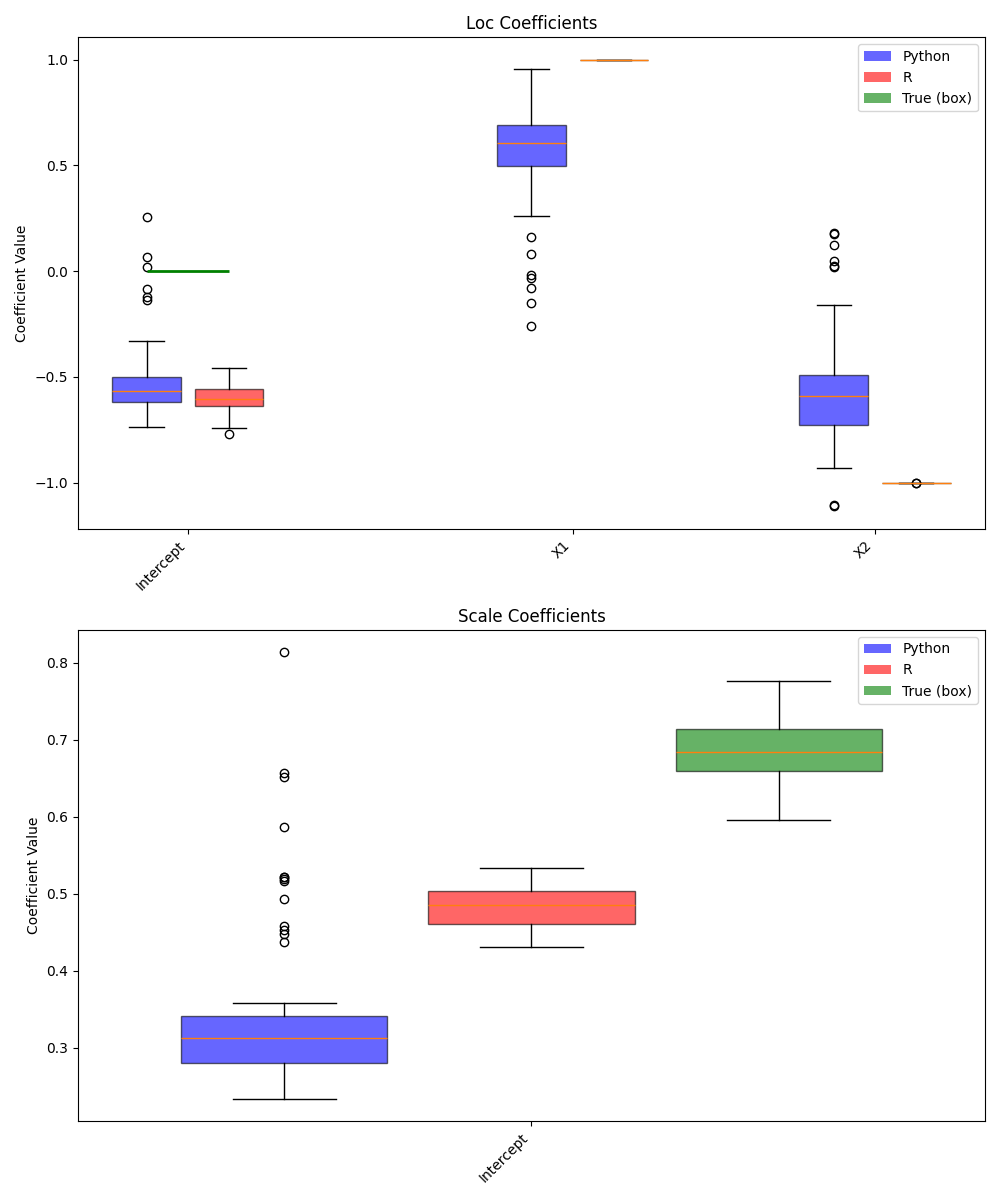 Loc Coefficients
Coefficient Value
1.0
0.5
0.0
−0.5
−1.0
Python
R
True (box)
Intercept
X1
X2
Scale Coefficients
Coefficient Value
0.8
0.7
0.6
0.5
0.4
0.3
Python
R
True (box)
Intercept